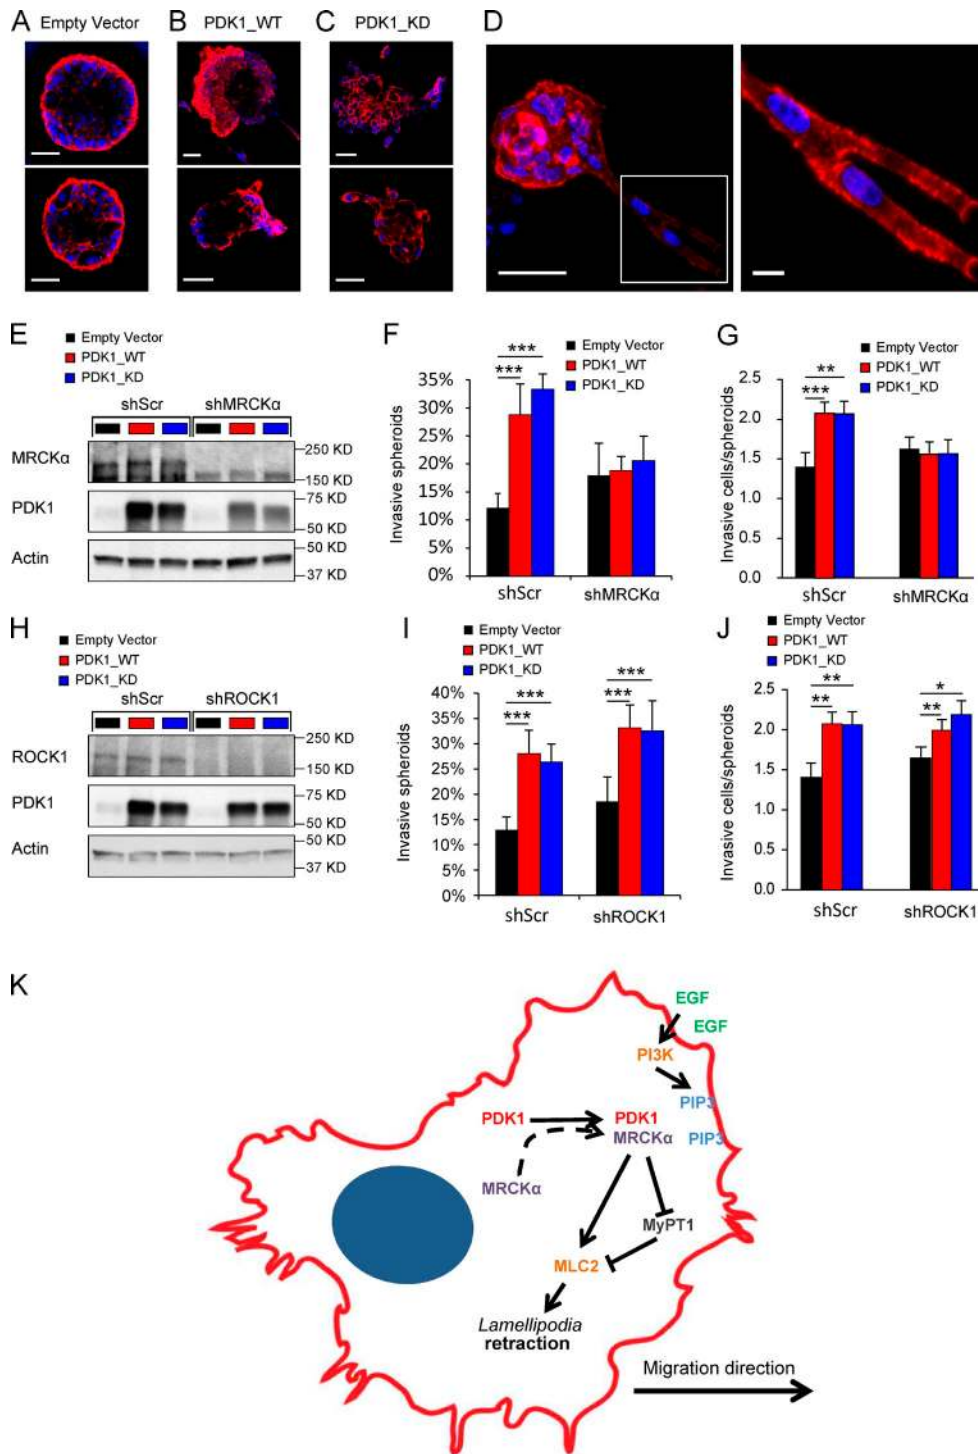 A Empty Vector B PDK1_WT C PDK1_KD D
E
Empty Vector
PDK1_WT
PDK1_KD
shScr shMRCKα
MRCKα
250 KD
150 KD
PDK1
75 KD
50 KD
Actin
50 KD
37 KD
F
Empty Vector
PDK1_WT
PDK1_KD
***
***
Invasive spheroids
35%
30%
25%
20%
15%
10%
5%
0%
shScr shMRCKα
G
Empty Vector
PDK1_WT
PDK1_KD
**
***
Invasive cells/spheroids
2.5
2.0
1.5
1.0
0.5
0.0
shScr shMRCKα
H
Empty Vector
PDK1_WT
PDK1_KD
shScr shROCK1
ROCK1
250 KD
150 KD
PDK1
75 KD
50 KD
Actin
50 KD
37 KD
I
Empty Vector
PDK1_WT
PDK1_KD
*** ***
*** ***
Invasive spheroids
40%
35%
30%
25%
20%
15%
10%
5%
0%
shScr shROCK1
J
Empty Vector
PDK1_WT
PDK1_KD
** *
** **
Invasive cells/spheroids
2.5
2.0
1.5
1.0
0.5
0.0
shScr shROCK1
K
EGF
EGF
PI3K
PIP3
PDK1 PDK1
MRCKα PIP3
MRCKα
MyPT1
MLC2
Lamellipodia
retraction
Migration direction